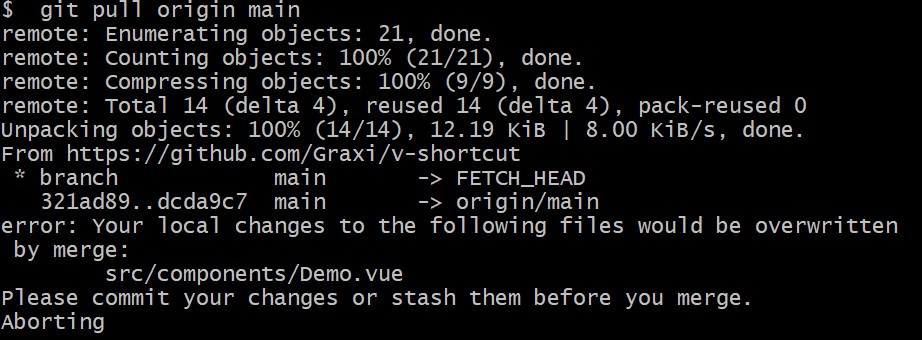 $  git pull origin main
remote: Enumerating objects: 21, done.
remote: Counting objects: 100% (21/21), done.
remote: Compressing objects: 100% (9/9), done.
remote: Total 14 (delta 4), reused 14 (delta 4), pack-reused 0
Unpacking objects: 100% (14/14), 12.19 KiB | 8.00 KiB/s, done.
From https://github.com/Graxi/v-shortcut
 * branch            main       -> FETCH_HEAD
   321ad89..dcda9c7  main       -> origin/main
error: Your local changes to the following files would be overwritten
 by merge:
        src/components/Demo.vue
Please commit your changes or stash them before you merge.
Aborting